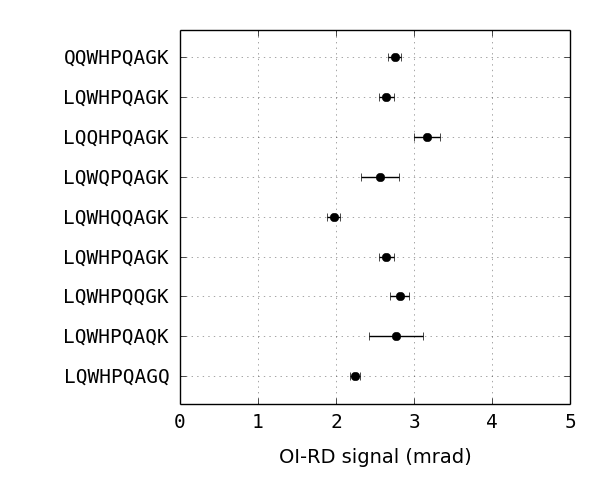 QQWHPQAGK
LQWHPQAGK
LQQHPQAGK
LQWQPQAGK
LQWHQQAGK
LQWHPQAGK
LQWHPQQGK
LQWHPQAQK
LQWHPQAGQ
0 1 2 3 4 5
OI-RD signal (mrad)